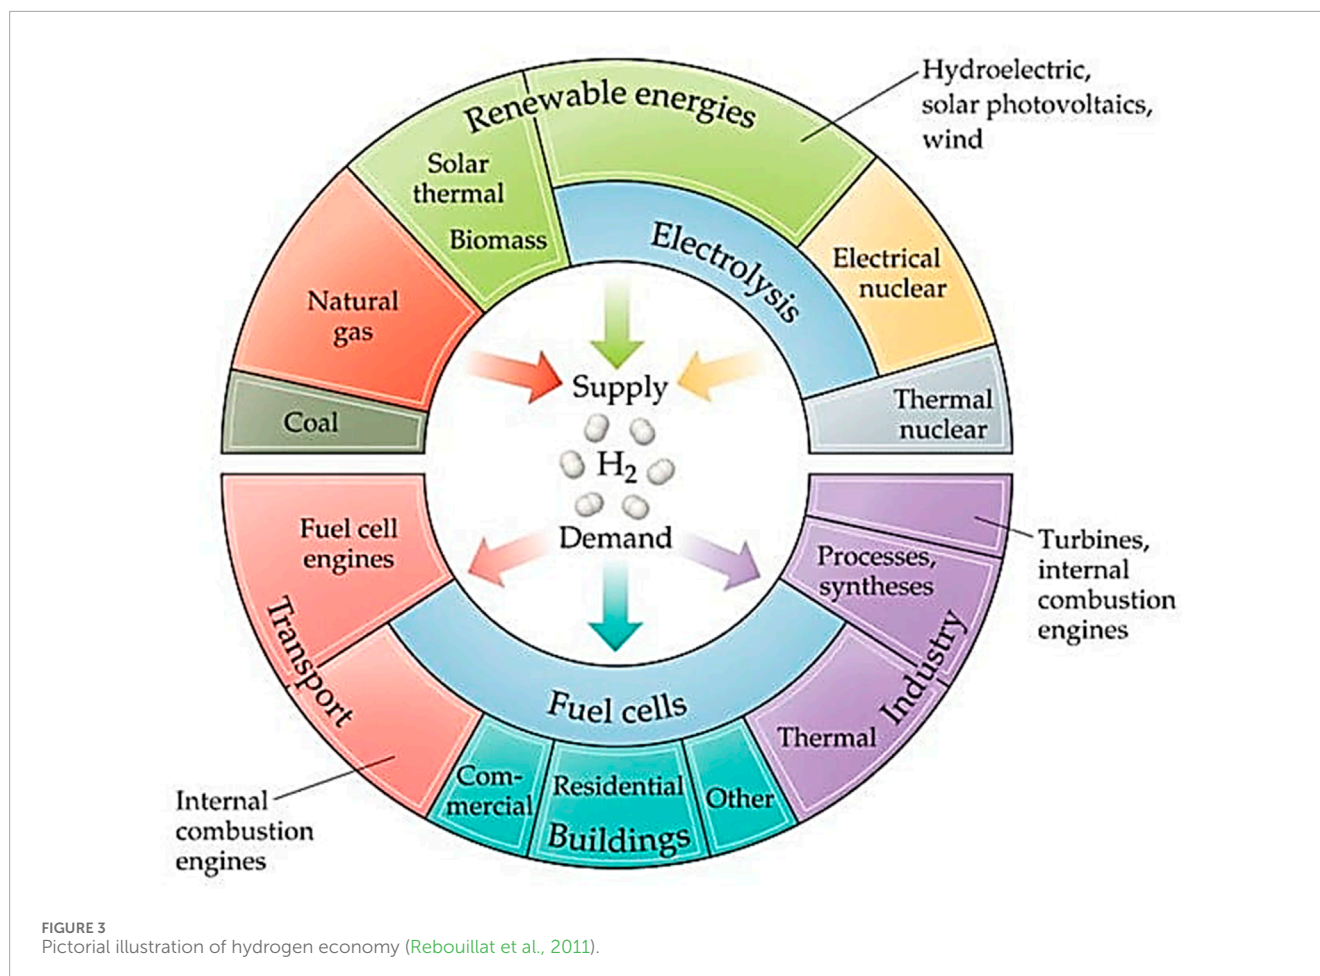 Renewable energies
Hydroelectric,
solar photovoltaics,
wind
Solar
thermal
Biomass
Electrolysis
Electrical
nuclear
Natural
gas
Supply
Coal
Thermal
nuclear
H₂
Demand
Fuel cell
engines
Processes,
syntheses
Turbines,
internal
combustion
engines
Transport
Industry
Fuel cells
Thermal
Com-
mercial
Residential
Other
Buildings
Internal
combustion
engines
FIGURE 3
Pictorial illustration of hydrogen economy (Rebouillat et al., 2011).